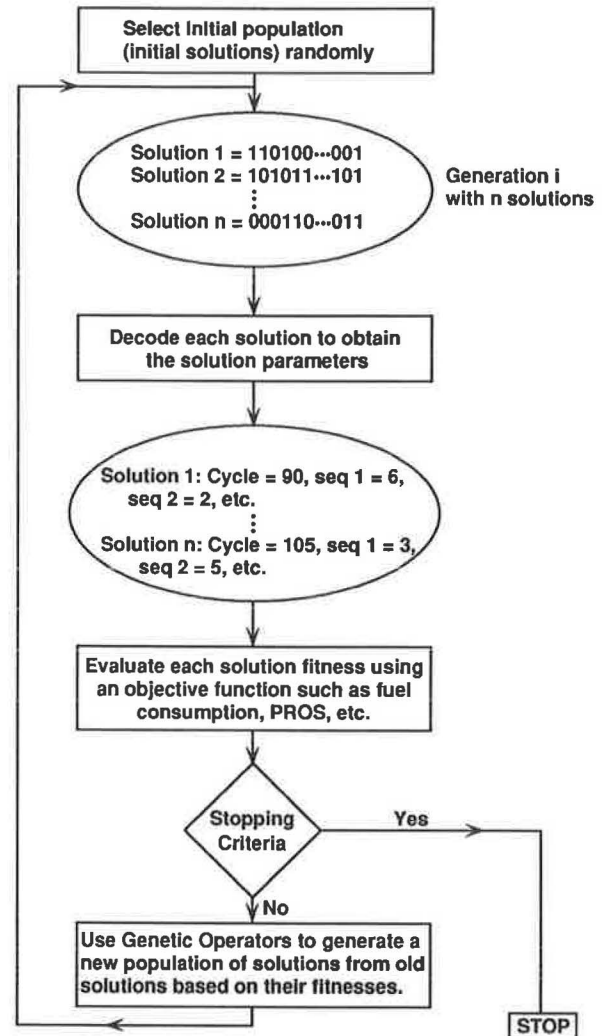 Select Initial population
(initial solutions) randomly
Solution 1 = 110100···001
Solution 2 = 101011···101
⋮
Solution n = 000110···011
Generation i
with n solutions
Decode each solution to obtain
the solution parameters
Solution 1: Cycle = 90, seq 1 = 6,
seq 2 = 2, etc.
⋮
Solution n: Cycle = 105, seq 1 = 3,
seq 2 = 5, etc.
Evaluate each solution fitness using
an objective function such as fuel
consumption, PROS, etc.
Stopping
Criteria
Yes
No
Use Genetic Operators to generate a
new population of solutions from old
solutions based on their fitnesses.
STOP